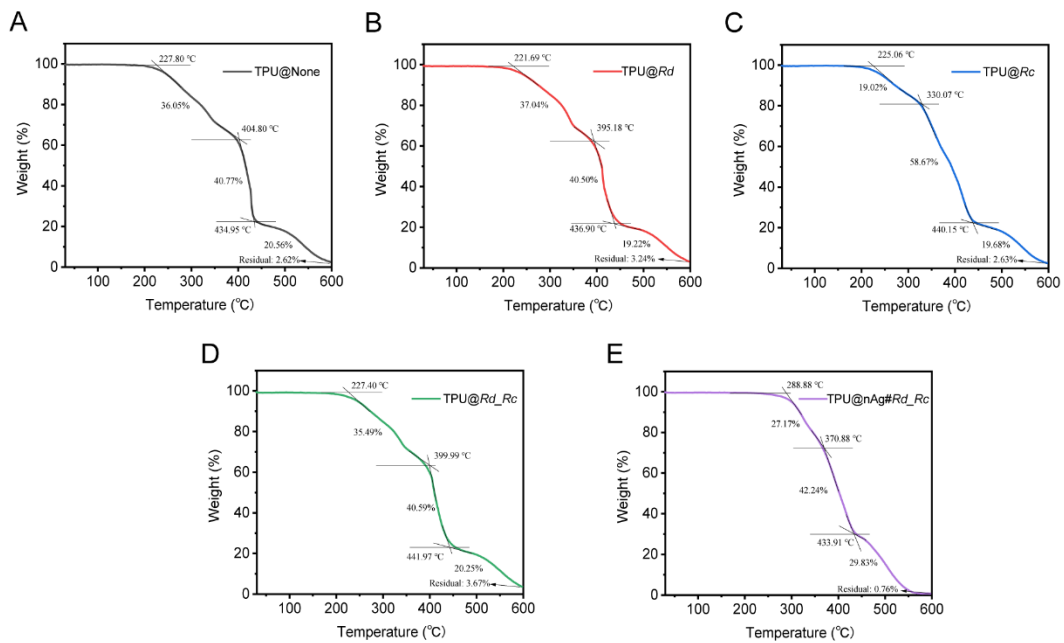 A
TPU@None
227.80 ℃
36.05%
404.80 ℃
40.77%
434.95 ℃
20.56%
Residual: 2.62%
Weight (%)
100
80
60
40
20
0
100 200 300 400 500 600
Temperature (℃)
B
TPU@Rd
221.69 ℃
37.04%
395.18 ℃
40.50%
436.90 ℃
19.22%
Residual: 3.24%
Weight (%)
100
80
60
40
20
0
100 200 300 400 500 600
Temperature (℃)
C
TPU@Rc
225.06 ℃
19.02%
330.07 ℃
58.67%
440.15 ℃
19.68%
Residual: 2.63%
Weight (%)
100
80
60
40
20
0
100 200 300 400 500 600
Temperature (℃)
D
TPU@Rd_Rc
227.40 ℃
35.49%
399.99 ℃
40.59%
441.97 ℃
20.25%
Residual: 3.67%
Weight (%)
100
80
60
40
20
0
100 200 300 400 500 600
Temperature (℃)
E
TPU@nAg#Rd_Rc
288.88 ℃
27.17%
370.88 ℃
42.24%
433.91 ℃
29.83%
Residual: 0.76%
Weight (%)
100
80
60
40
20
0
100 200 300 400 500 600
Temperature (℃)